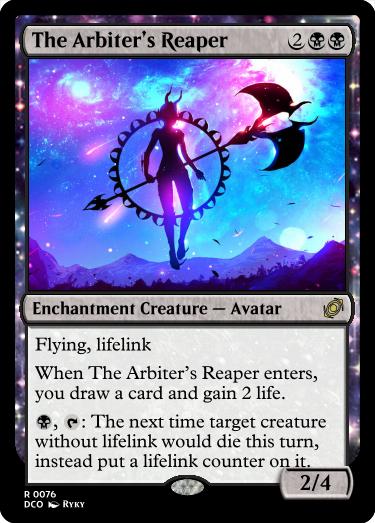 The Arbiter's Reaper 2
Enchantment Creature — Avatar
Flying, lifelink
When The Arbiter's Reaper enters,
you draw a card and gain 2 life.
, : The next time target creature
without lifelink would die this turn,
instead put a lifelink counter on it.
2/4
R 0076
DCO Ryky